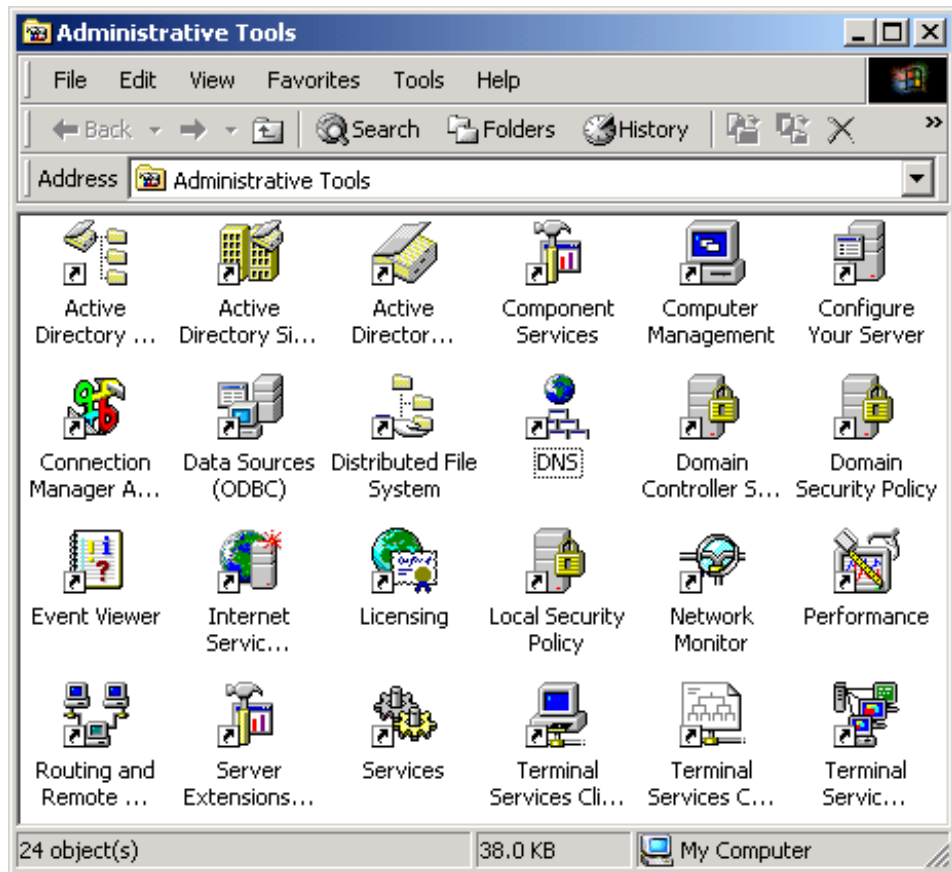 Administrative Tools
File Edit View Favorites Tools Help
Back Search Folders History »
Address Administrative Tools
Active Directory ...
Active Directory Si...
Active Director...
Component Services
Computer Management
Configure Your Server
Connection Manager A...
Data Sources (ODBC)
Distributed File System
DNS
Domain Controller S...
Domain Security Policy
Event Viewer
Internet Servic...
Licensing
Local Security Policy
Network Monitor
Performance
Routing and Remote ...
Server Extensions...
Services
Terminal Services Cli...
Terminal Services C...
Terminal Servic...
24 object(s) 38.0 KB My Computer